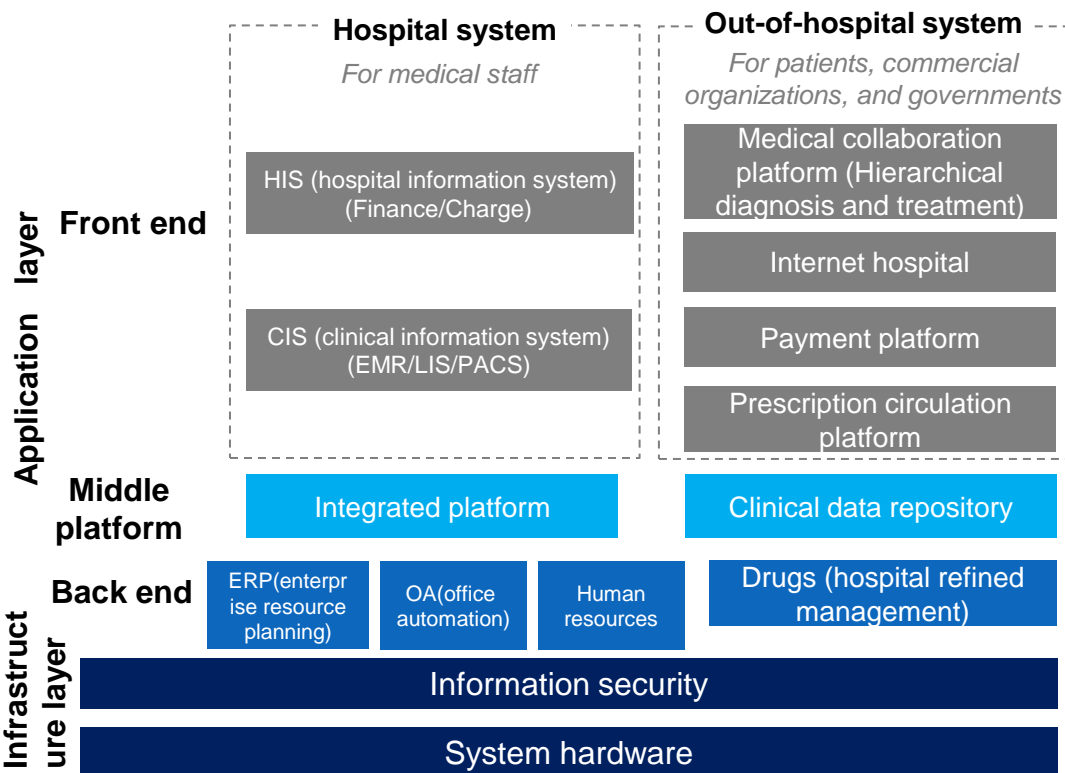 Hospital system
For medical staff
Out-of-hospital system
For patients, commercial
organizations, and governments
Application layer
Front end
HIS (hospital information system)
(Finance/Charge)
CIS (clinical information system)
(EMR/LIS/PACS)
Medical collaboration
platform (Hierarchical
diagnosis and treatment)
Internet hospital
Payment platform
Prescription circulation
platform
Middle
platform
Integrated platform
Clinical data repository
Back end
ERP(enterpr
ise resource
planning)
OA(office
automation)
Human
resources
Drugs (hospital refined
management)
Infrastruct
ure layer
Information security
System hardware